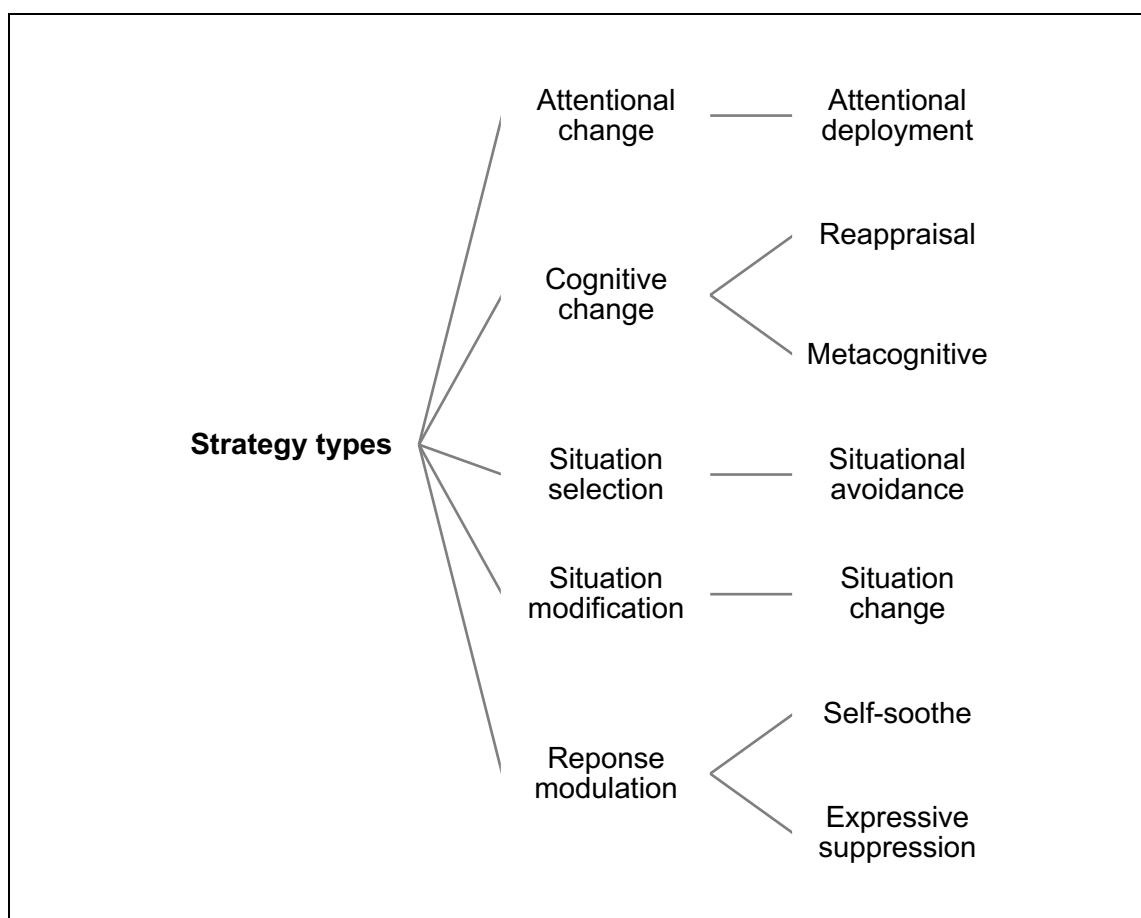 Attentional
change
Attentional
deployment
Reappraisal
Cognitive
change
Metacognitive
Strategy types
Situation
selection
Situational
avoidance
Situation
modification
Situation
change
Self-soothe
Reponse
modulation
Expressive
suppression